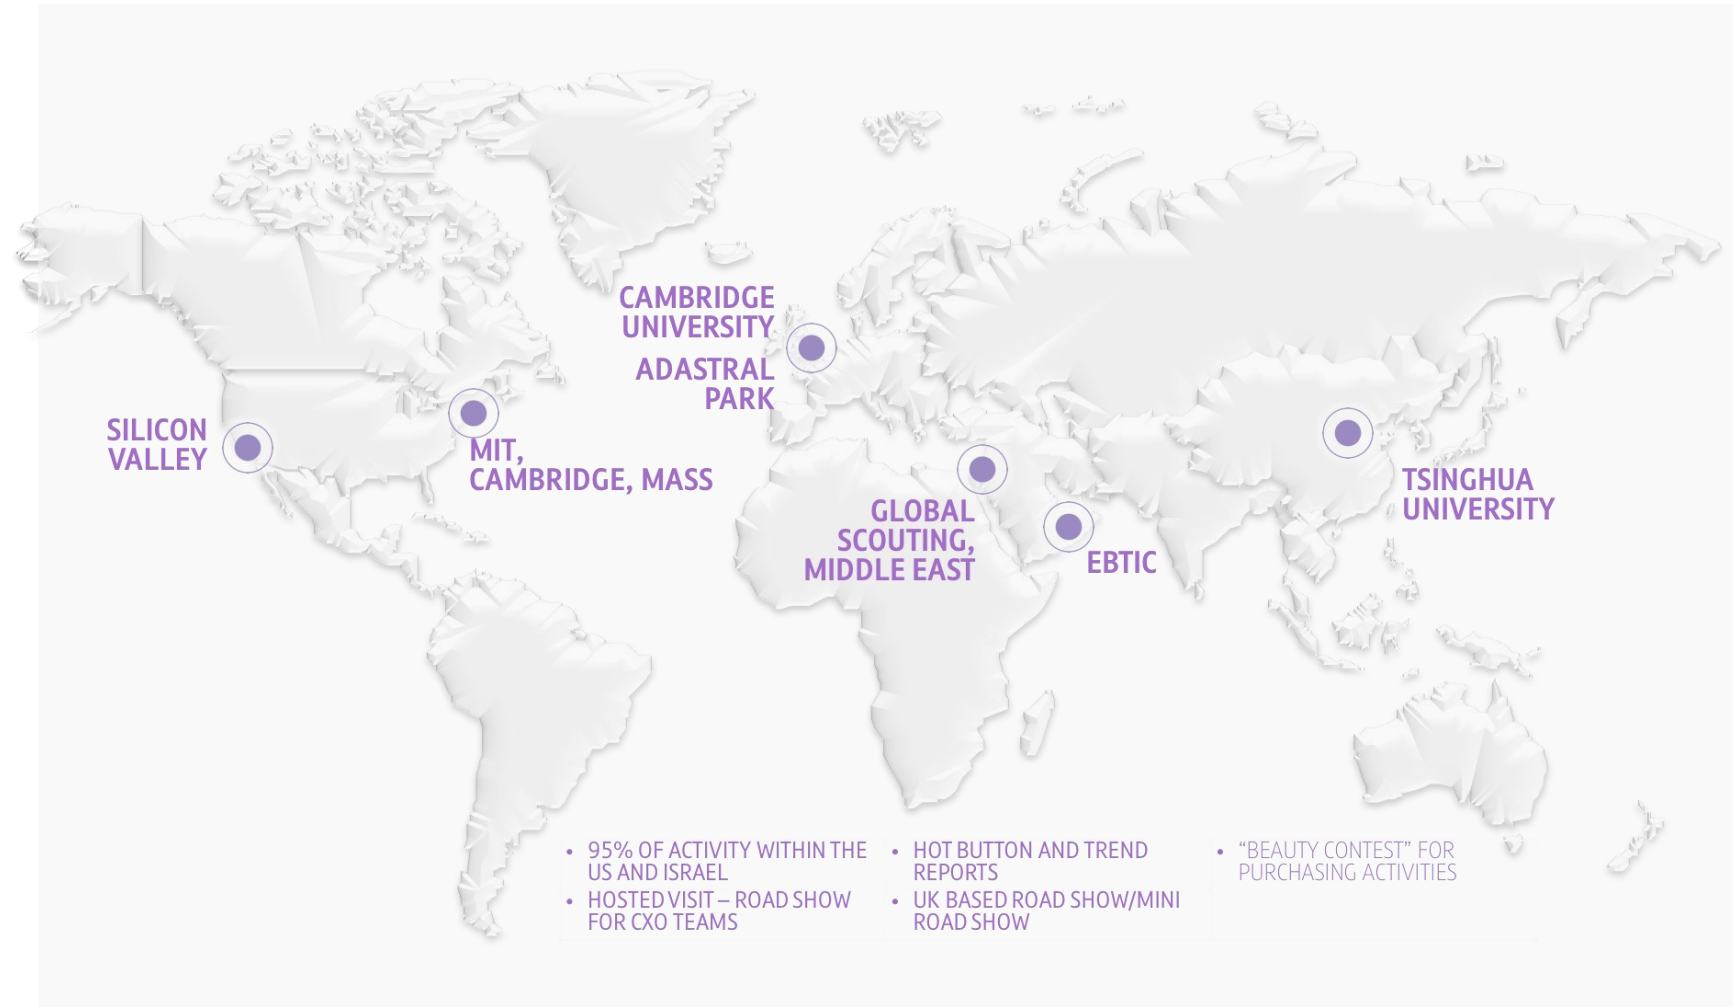 CAMBRIDGE
UNIVERSITY
ADASTRAL
PARK
SILICON
VALLEY
MIT,
CAMBRIDGE, MASS
GLOBAL
SCOUTING,
MIDDLE EAST
EBTIC
TSINGHUA
UNIVERSITY
• 95% OF ACTIVITY WITHIN THE
US AND ISRAEL
• HOSTED VISIT – ROAD SHOW
FOR CXO TEAMS
• HOT BUTTON AND TREND
REPORTS
• UK BASED ROAD SHOW/MINI
ROAD SHOW
• “BEAUTY CONTEST” FOR
PURCHASING ACTIVITIES